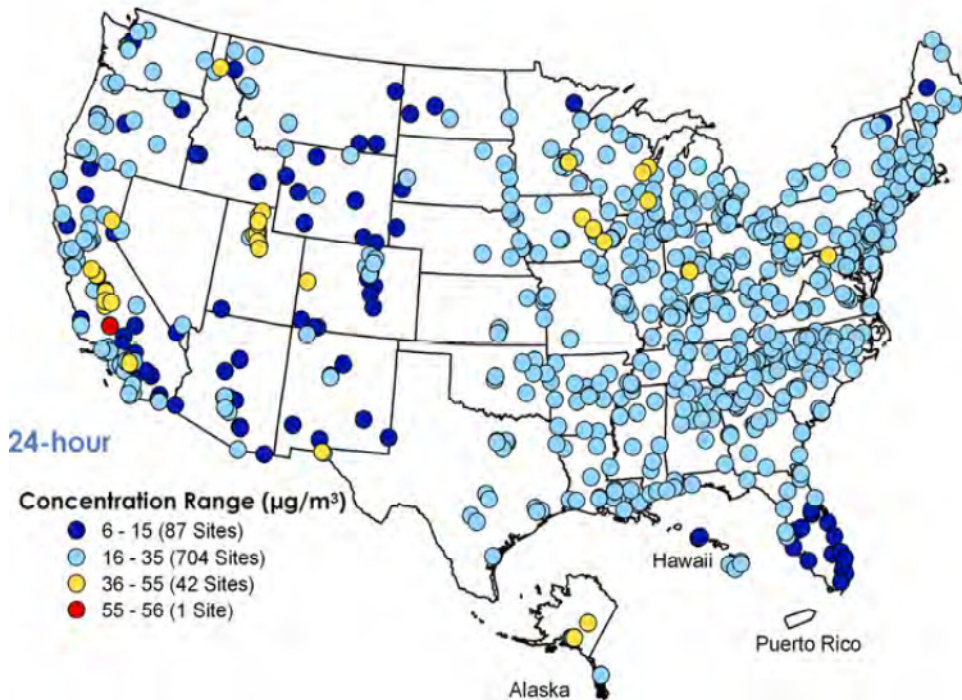 24-hour
Concentration Range (µg/m³)
6 - 15 (87 Sites)
16 - 35 (704 Sites)
36 - 55 (42 Sites)
55 - 56 (1 Site)
Hawaii
Puerto Rico
Alaska